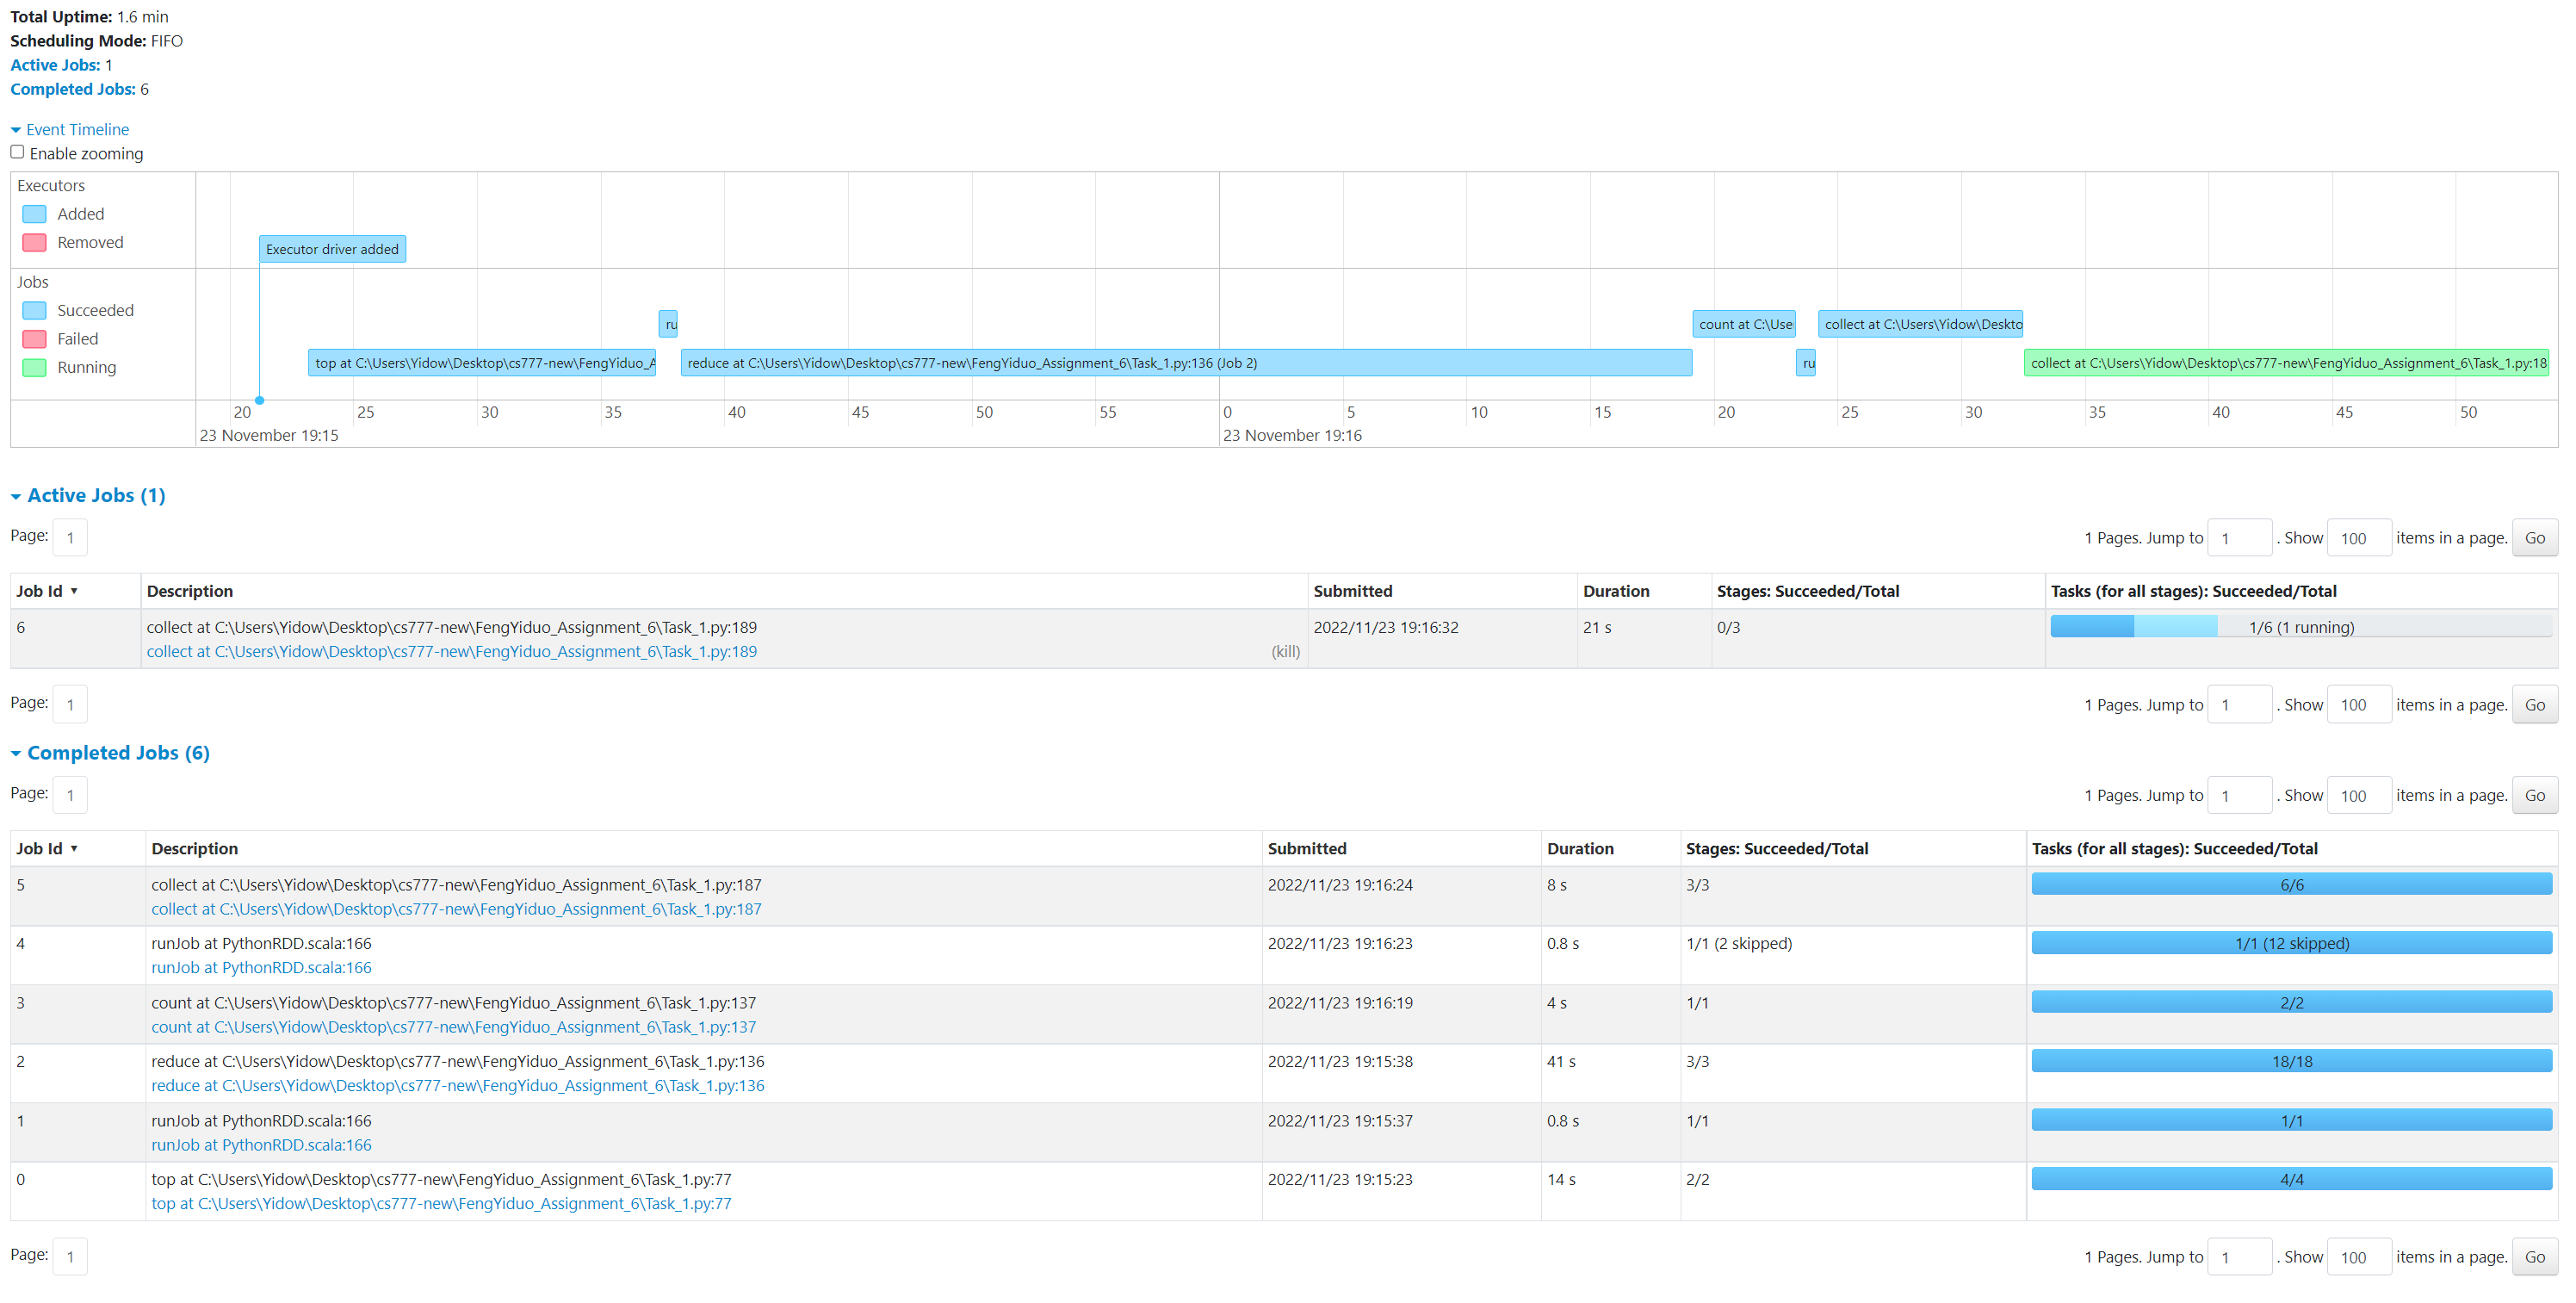 Total Uptime: 1.6 min
Scheduling Mode: FIFO
Active Jobs: 1
Completed Jobs: 6
Event Timeline
Enable zooming
Executors
Added
Removed
Executor driver added
Jobs
Succeeded
Failed
Running
ru
count at C:\Use
collect at C:\Users\Yidow\Deskto
top at C:\Users\Yidow\Desktop\cs777-new\FengYiduo_A
reduce at C:\Users\Yidow\Desktop\cs777-new\FengYiduo_Assignment_6\Task_1.py:136 (Job 2)
ru
collect at C:\Users\Yidow\Desktop\cs777-new\FengYiduo_Assignment_6\Task_1.py:18
20 25 30 35 40 45 50 55 0 5 10 15 20 25 30 35 40 45 50
23 November 19:15 23 November 19:16
Active Jobs (1)
Page: 1 1 Pages. Jump to 1 . Show 100 items in a page. Go
Job Id ▼ Description Submitted Duration Stages: Succeeded/Total Tasks (for all stages): Succeeded/Total
6 collect at C:\Users\Yidow\Desktop\cs777-new\FengYiduo_Assignment_6\Task_1.py:189 2022/11/23 19:16:32 21 s 0/3 1/6 (1 running)
collect at C:\Users\Yidow\Desktop\cs777-new\FengYiduo_Assignment_6\Task_1.py:189 (kill)
Page: 1 1 Pages. Jump to 1 . Show 100 items in a page. Go
Completed Jobs (6)
Page: 1 1 Pages. Jump to 1 . Show 100 items in a page. Go
Job Id ▼ Description Submitted Duration Stages: Succeeded/Total Tasks (for all stages): Succeeded/Total
5 collect at C:\Users\Yidow\Desktop\cs777-new\FengYiduo_Assignment_6\Task_1.py:187 2022/11/23 19:16:24 8 s 3/3 6/6
collect at C:\Users\Yidow\Desktop\cs777-new\FengYiduo_Assignment_6\Task_1.py:187
4 runJob at PythonRDD.scala:166 2022/11/23 19:16:23 0.8 s 1/1 (2 skipped) 1/1 (12 skipped)
runJob at PythonRDD.scala:166
3 count at C:\Users\Yidow\Desktop\cs777-new\FengYiduo_Assignment_6\Task_1.py:137 2022/11/23 19:16:19 4 s 1/1 2/2
count at C:\Users\Yidow\Desktop\cs777-new\FengYiduo_Assignment_6\Task_1.py:137
2 reduce at C:\Users\Yidow\Desktop\cs777-new\FengYiduo_Assignment_6\Task_1.py:136 2022/11/23 19:15:38 41 s 3/3 18/18
reduce at C:\Users\Yidow\Desktop\cs777-new\FengYiduo_Assignment_6\Task_1.py:136
1 runJob at PythonRDD.scala:166 2022/11/23 19:15:37 0.8 s 1/1 1/1
runJob at PythonRDD.scala:166
0 top at C:\Users\Yidow\Desktop\cs777-new\FengYiduo_Assignment_6\Task_1.py:77 2022/11/23 19:15:23 14 s 2/2 4/4
top at C:\Users\Yidow\Desktop\cs777-new\FengYiduo_Assignment_6\Task_1.py:77
Page: 1 1 Pages. Jump to 1 . Show 100 items in a page. Go